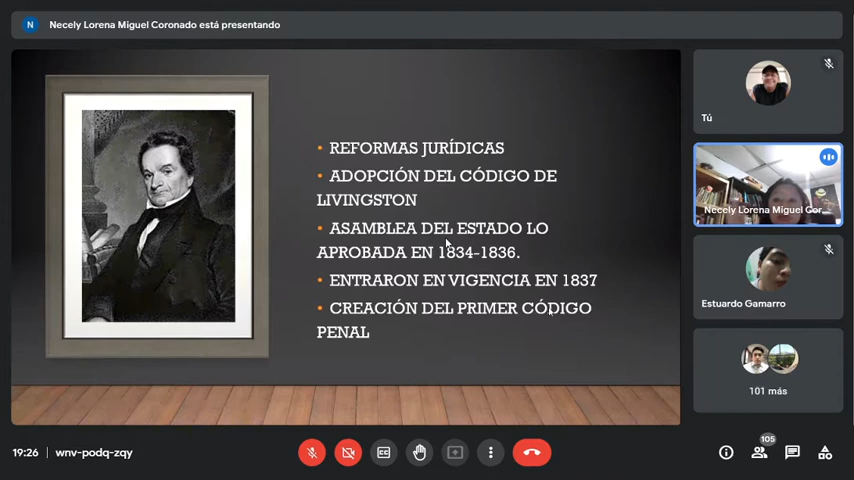 N Necely Lorena Miguel Coronado está presentando
• REFORMAS JURÍDICAS
• ADOPCIÓN DEL CÓDIGO DE
LIVINGSTON
• ASAMBLEA DEL ESTADO LO
APROBADA EN 1834-1836.
• ENTRARON EN VIGENCIA EN 1837
• CREACIÓN DEL PRIMER CÓDIGO
PENAL
Tú
Necely Lorena Miguel Cor...
Estuardo Gamarro
101 más
19:26 wnv-podq-zqy
105